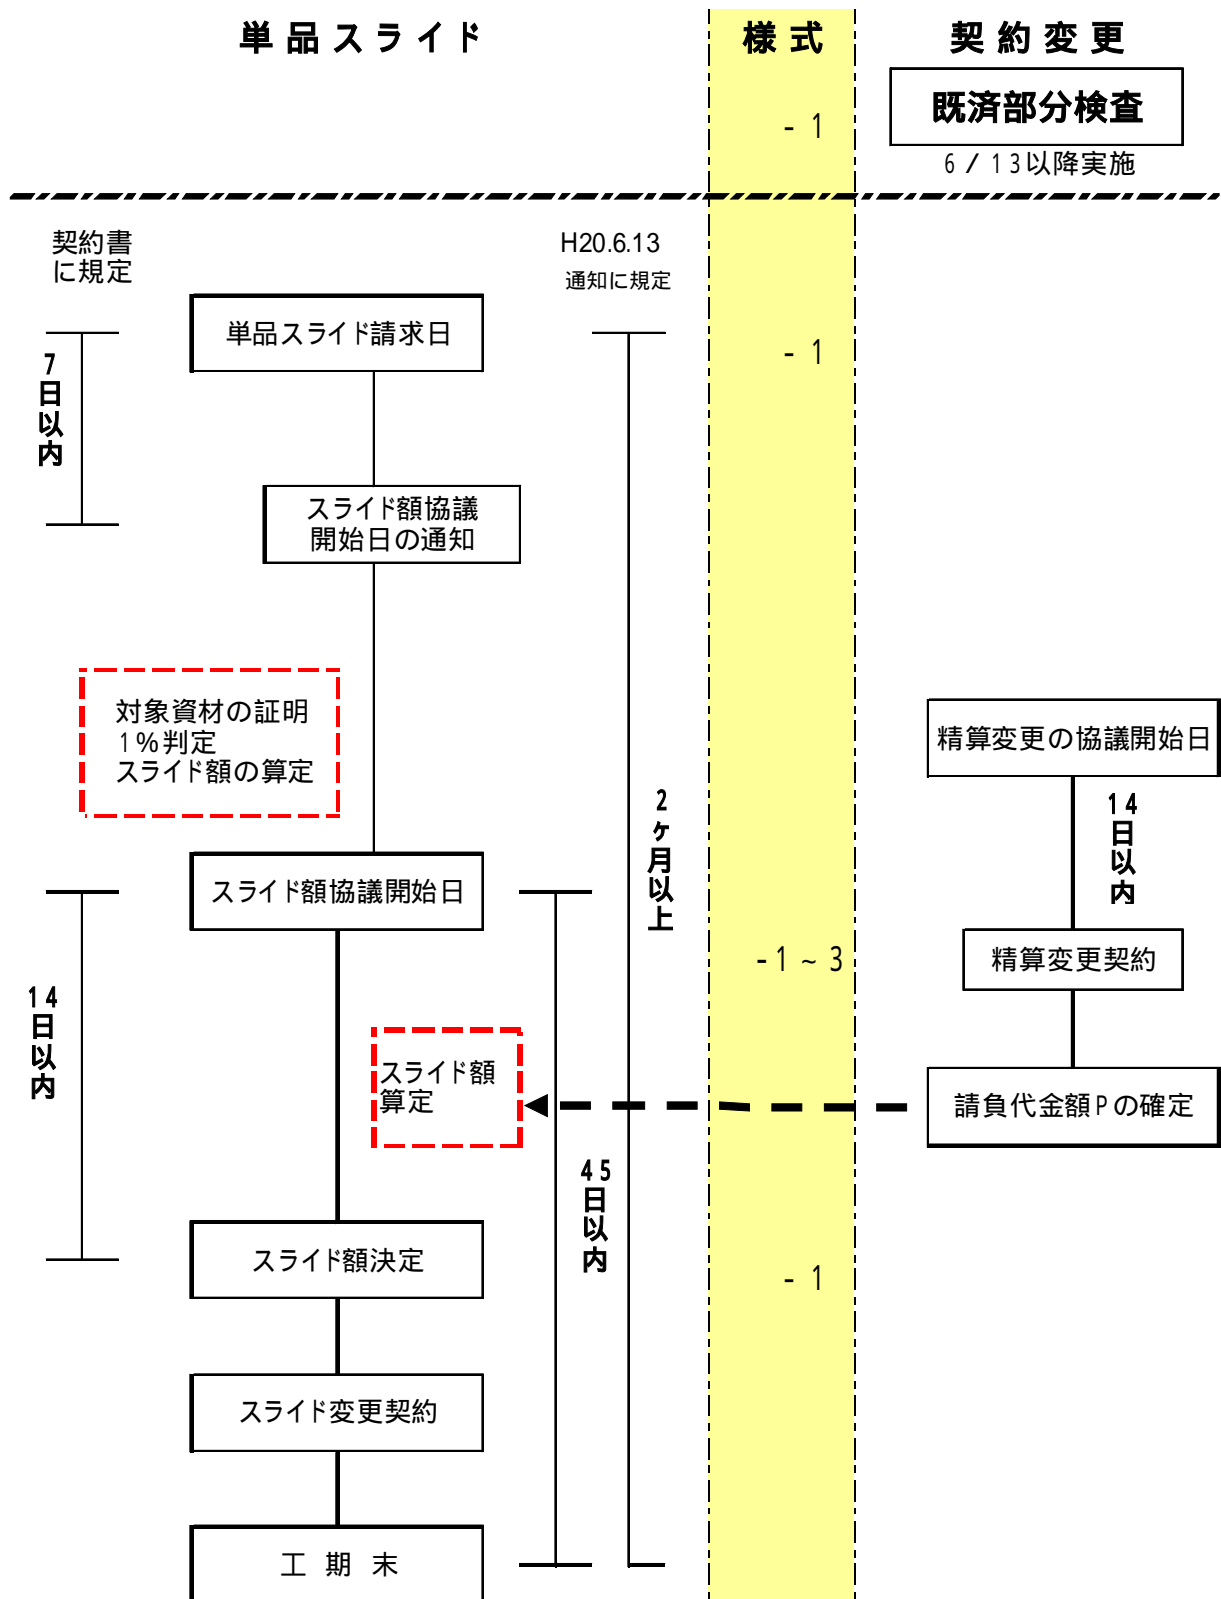 単品スライド
様式
契約変更
既済部分検査
- 1
6/13以降実施
契約書
に規定
H20.6.13
通知に規定
単品スライド請求日
- 1
7日以内
スライド額協議
開始日の通知
対象資材の証明
1%判定
スライド額の算定
精算変更の協議開始日
2ヶ月以上
14日以内
スライド額協議開始日
-1~3
精算変更契約
14日以内
スライド額
算定
請負代金額Pの確定
45日以内
スライド額決定
- 1
スライド変更契約
工期末